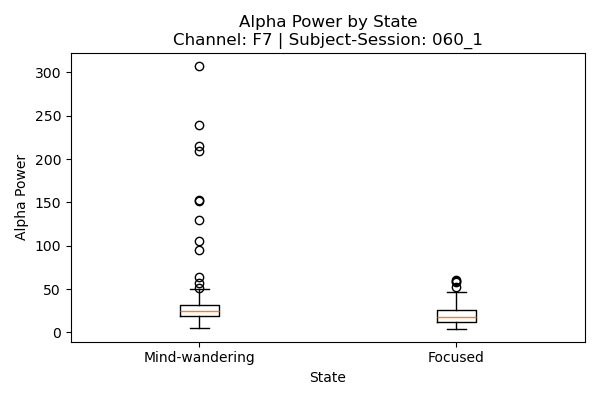 Alpha Power by State
Channel: F7 | Subject-Session: 060_1
300
250
200
150
100
50
0
Alpha Power
Mind-wandering
Focused
State